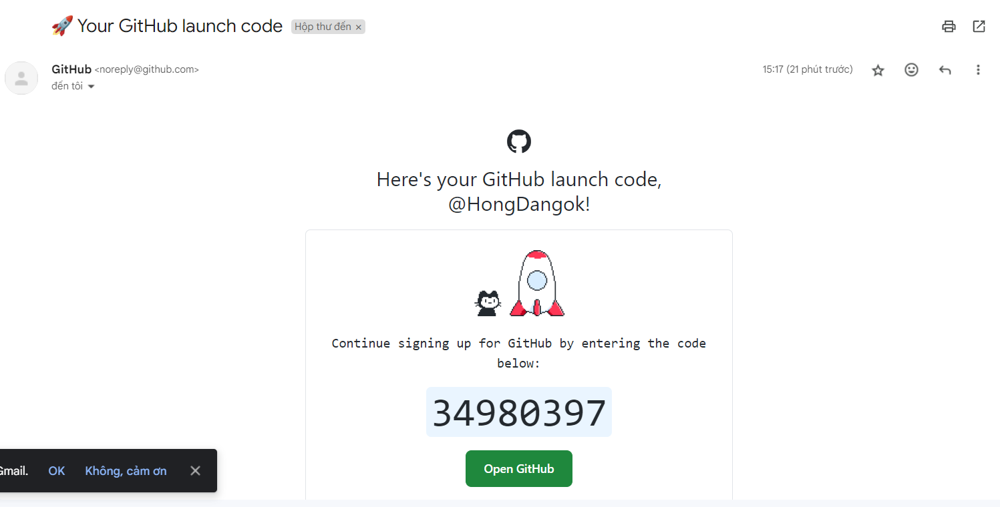 🚀 Your GitHub launch code Hộp thư đến ×
GitHub <noreply@github.com> 15:17 (21 phút trước)
đến tôi
Here's your GitHub launch code,
@HongDangok!
Continue signing up for GitHub by entering the code
below:
34980397
Open GitHub
Gmail. OK Không, cảm ơn